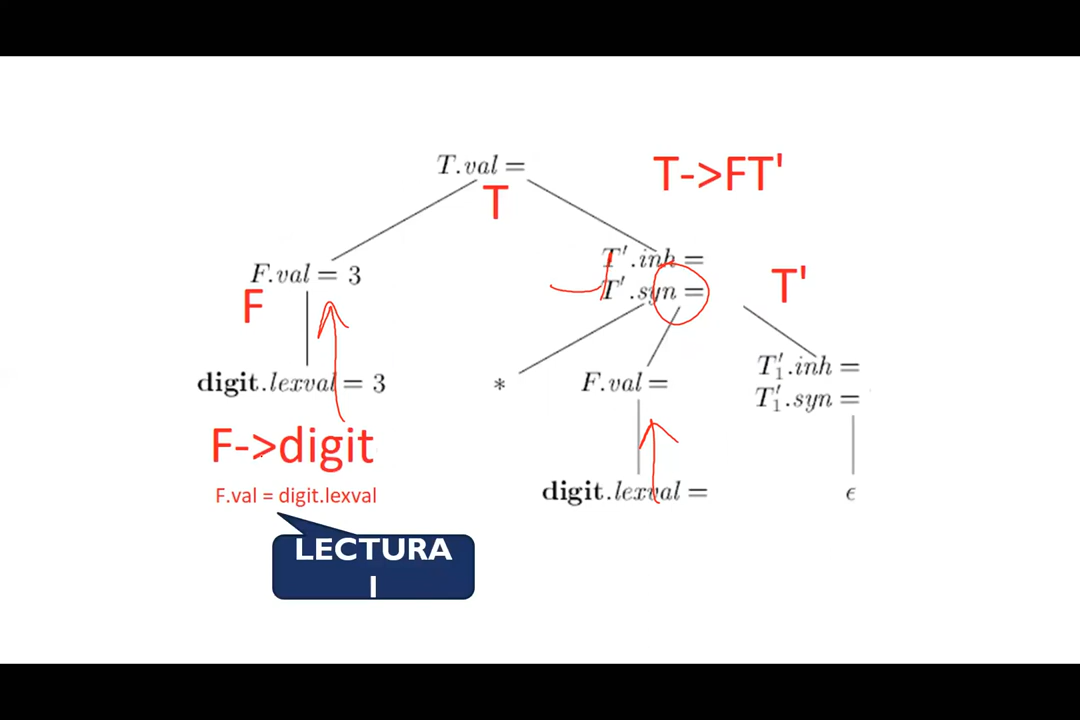 T.val =
T->FT'
T
T'.inh =
F.val = 3
T'.syn =
T'
F
T'₁.inh =
digit.lexval = 3
*
F.val =
T'₁.syn =
F->digit
F.val = digit.lexval
digit.lexval =
ϵ
LECTURA
I